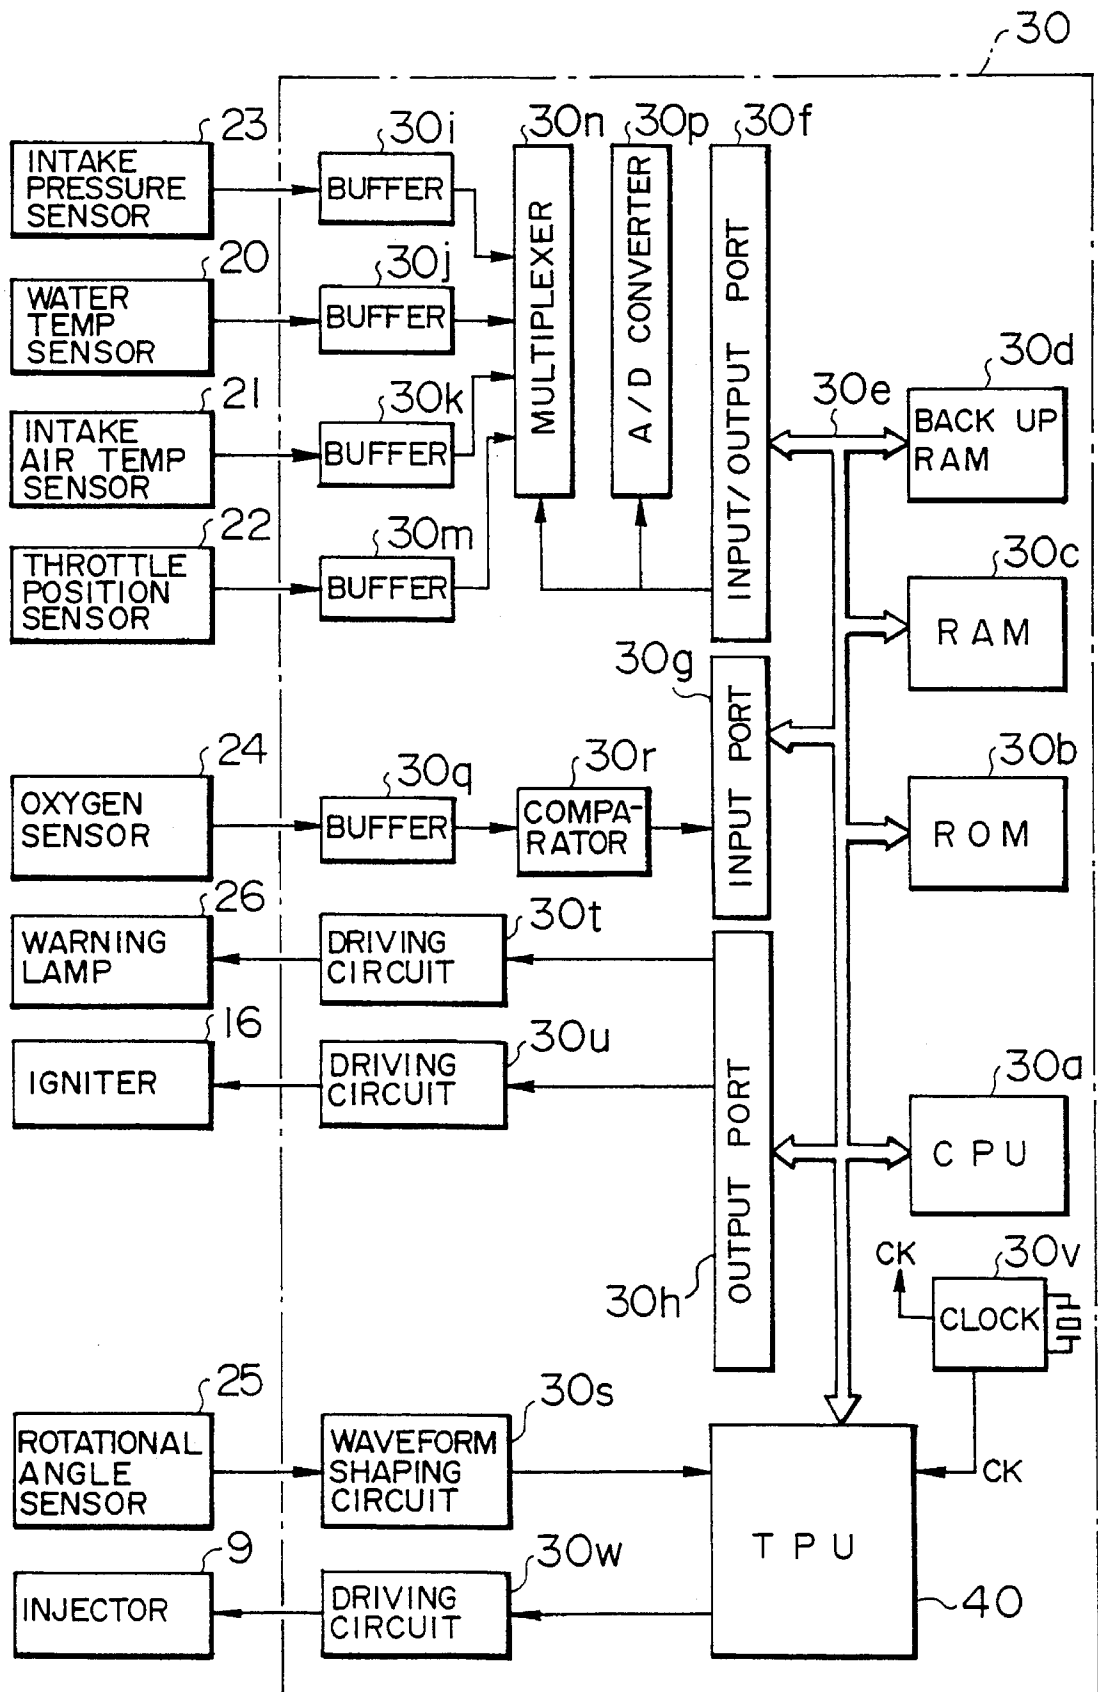 30
23
INTAKE
PRESSURE
SENSOR
30i
BUFFER
30n
MULTIPLEXER
30p
A/D CONVERTER
30f
INPUT/OUTPUT PORT
20
WATER
TEMP
SENSOR
30j
BUFFER
21
INTAKE
AIR TEMP
SENSOR
30k
BUFFER
30e
30d
BACK UP
RAM
22
THROTTLE
POSITION
SENSOR
30m
BUFFER
30c
RAM
30g
INPUT PORT
24
OXYGEN
SENSOR
30q
BUFFER
30r
COMPA-
RATOR
30b
ROM
26
WARNING
LAMP
30t
DRIVING
CIRCUIT
16
IGNITER
30u
DRIVING
CIRCUIT
30h
OUTPUT PORT
30a
CPU
CK
30v
CLOCK
CK
25
ROTATIONAL
ANGLE
SENSOR
30s
WAVEFORM
SHAPING
CIRCUIT
TPU
40
9
INJECTOR
30w
DRIVING
CIRCUIT